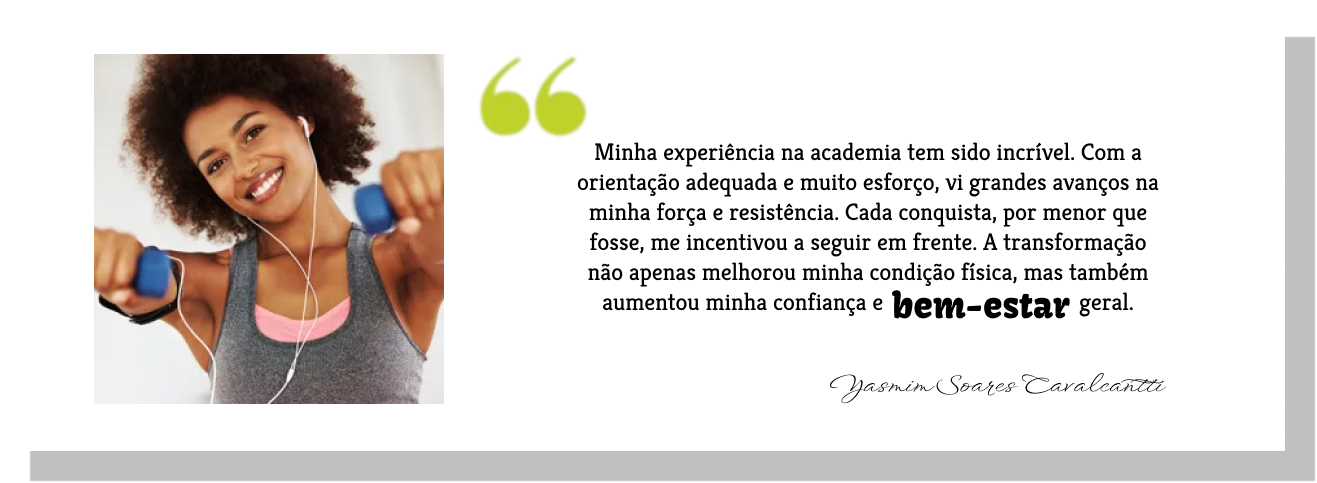 “
Minha experiência na academia tem sido incrível. Com a
orientação adequada e muito esforço, vi grandes avanços na
minha força e resistência. Cada conquista, por menor que
fosse, me incentivou a seguir em frente. A transformação
não apenas melhorou minha condição física, mas também
aumentou minha confiança e bem-estar geral.
Yasmim Soares Cavalcantti